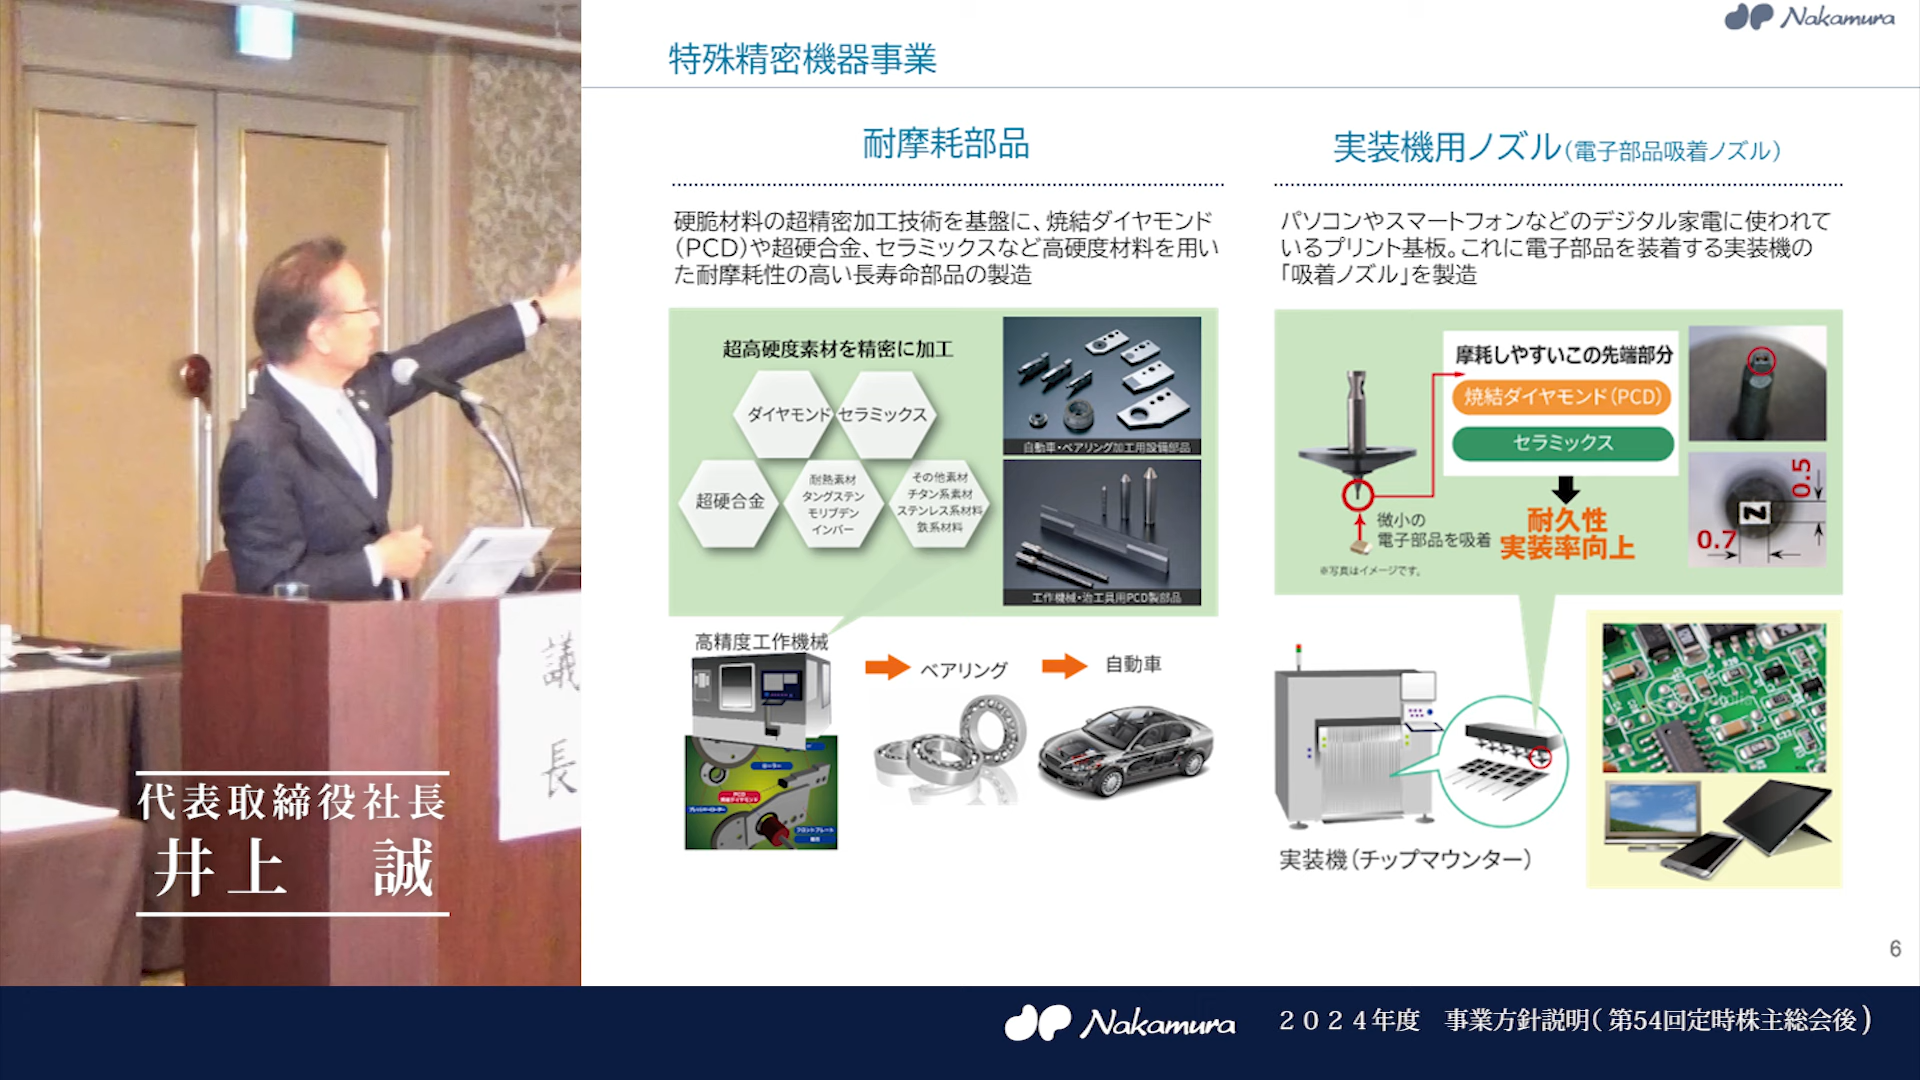 Nakamura
特殊精密機器事業
耐摩耗部品
硬脆材料の超精密加工技術を基盤に、焼結ダイヤモンド
(PCD)や超硬合金、セラミックスなど高硬度材料を用い
た耐摩耗性の高い長寿命部品の製造
超高硬度素材を精密に加工
ダイヤモンド
セラミックス
超硬合金
耐熱素材
タングステン
モリブデン
インバー
その他素材
チタン系素材
ステンレス系材料
鉄系材料
自動車・ベアリング加工用設備部品
工作機械・治工具用PCD製部品
高精度工作機械
ベアリング
自動車
実装機用ノズル(電子部品吸着ノズル)
パソコンやスマートフォンなどのデジタル家電に使われて
いるプリント基板。これに電子部品を装着する実装機の
「吸着ノズル」を製造
摩耗しやすいこの先端部分
焼結ダイヤモンド(PCD)
セラミックス
耐久性
実装率向上
微小の
電子部品を吸着
※写真はイメージです。
0.5
0.7
実装機(チップマウンター)
6
議
長
代表取締役社長
井上 誠
Nakamura
２０２４年度 事業方針説明(第54回定時株主総会後)